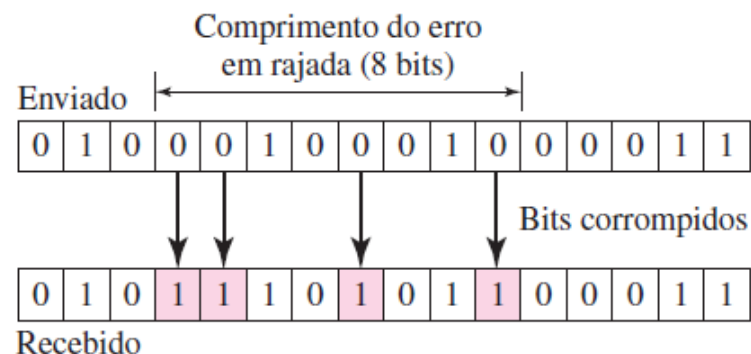 Comprimento do erro
em rajada (8 bits)
Enviado
0 1 0 0 0 1 0 0 0 1 0 0 0 0 1 1
Bits corrompidos
0 1 0 1 1 1 0 1 0 1 1 0 0 0 1 1
Recebido